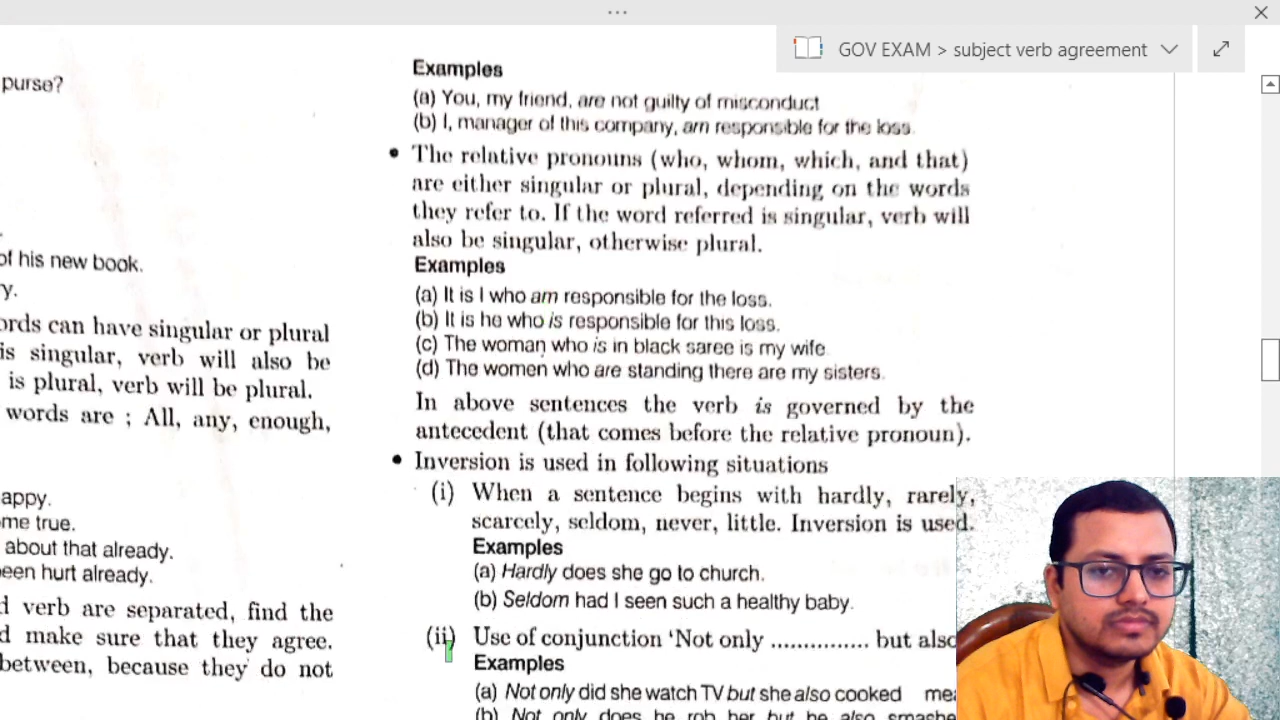 GOV EXAM > subject verb agreement
purse?
of his new book.
y.
ords can have singular or plural
is singular, verb will also be
is plural, verb will be plural.
words are ; All, any, enough,
appy.
me true.
about that already.
een hurt already.
d verb are separated, find the
d make sure that they agree.
between, because they do not
Examples
(a) You, my friend, are not guilty of misconduct
(b) I, manager of this company, am responsible for the loss.
• The relative pronouns (who, whom, which, and that)
are either singular or plural, depending on the words
they refer to. If the word referred is singular, verb will
also be singular, otherwise plural.
Examples
(a) It is I who am responsible for the loss.
(b) It is he who is responsible for this loss.
(c) The woman who is in black saree is my wife
(d) The women who are standing there are my sisters.
In above sentences the verb is governed by the
antecedent (that comes before the relative pronoun).
• Inversion is used in following situations
(i) When a sentence begins with hardly, rarely,
scarcely, seldom, never, little. Inversion is used.
Examples
(a) Hardly does she go to church.
(b) Seldom had I seen such a healthy baby.
(ii) Use of conjunction 'Not only ............... but also
Examples
(a) Not only did she watch TV but she also cooked me
(b) Not only does he rob her but he also smashe